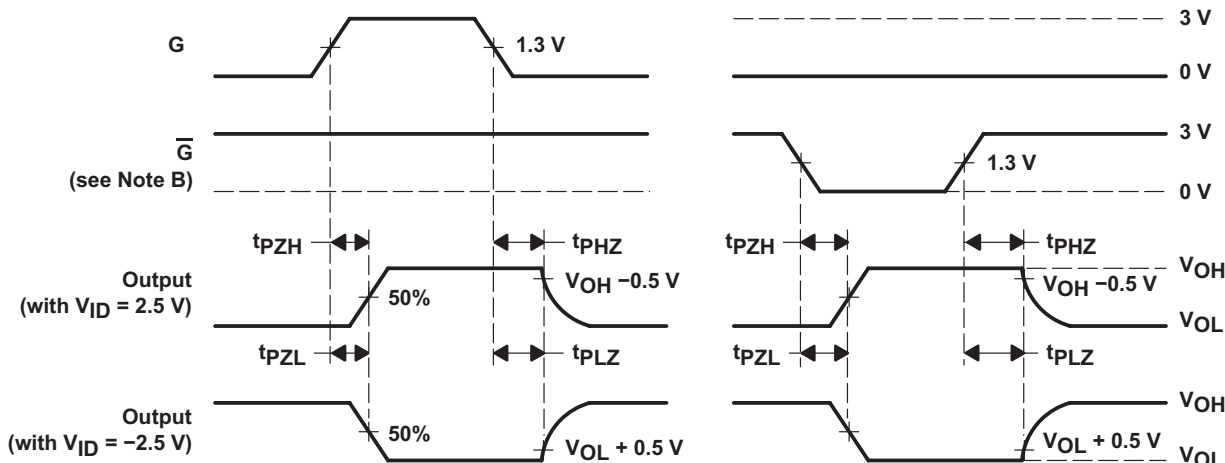 3 V
G
1.3 V
0 V
G
(see Note B)
3 V
1.3 V
0 V
tPZH
tPHZ
tPZH
tPHZ
Output
(with VID = 2.5 V)
50%
VOH −0.5 V
VOH −0.5 V
VOH
VOL
tPZL
tPLZ
tPZL
tPLZ
Output
(with VID = −2.5 V)
50%
VOL + 0.5 V
VOL + 0.5 V
VOH
VOL